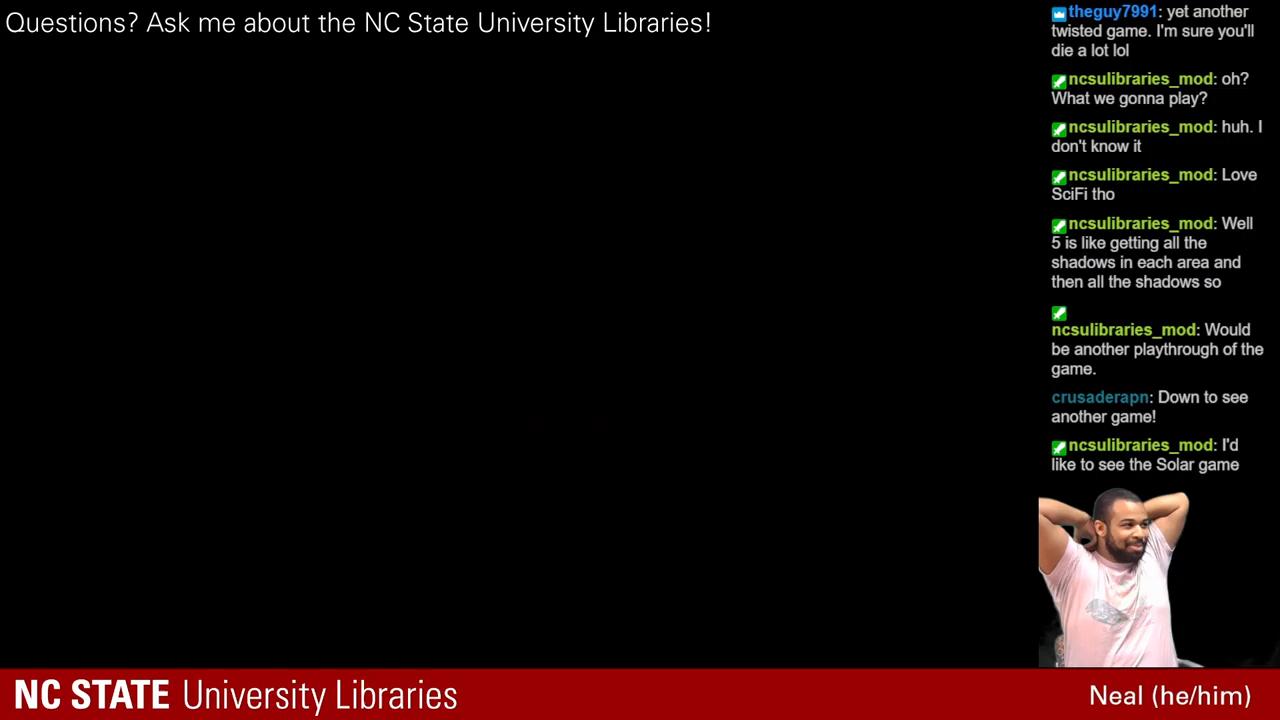 Questions? Ask me about the NC State University Libraries!
theguy7991: yet another
twisted game. I'm sure you'll
die a lot lol
ncsulibraries_mod: oh?
What we gonna play?
ncsulibraries_mod: huh. I
don't know it
ncsulibraries_mod: Love
SciFi tho
ncsulibraries_mod: Well
5 is like getting all the
shadows in each area and
then all the shadows so
ncsulibraries_mod: Would
be another playthrough of the
game.
crusaderapn: Down to see
another game!
ncsulibraries_mod: I'd
like to see the Solar game
NC STATE University Libraries
Neal (he/him)